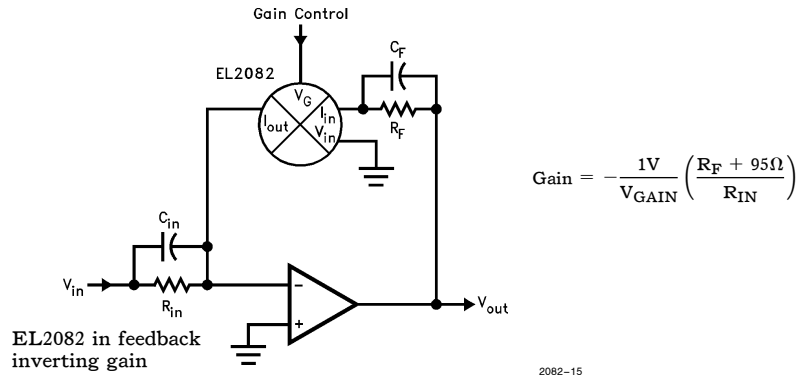 Gain Control
EL2082
V_G
I_out
I_in
V_in
C_F
R_F
Gain = -1V/V_GAIN (R_F + 95Ω / R_IN)
C_in
V_in
R_in
-
+
V_out
EL2082 in feedback
inverting gain
2082-15